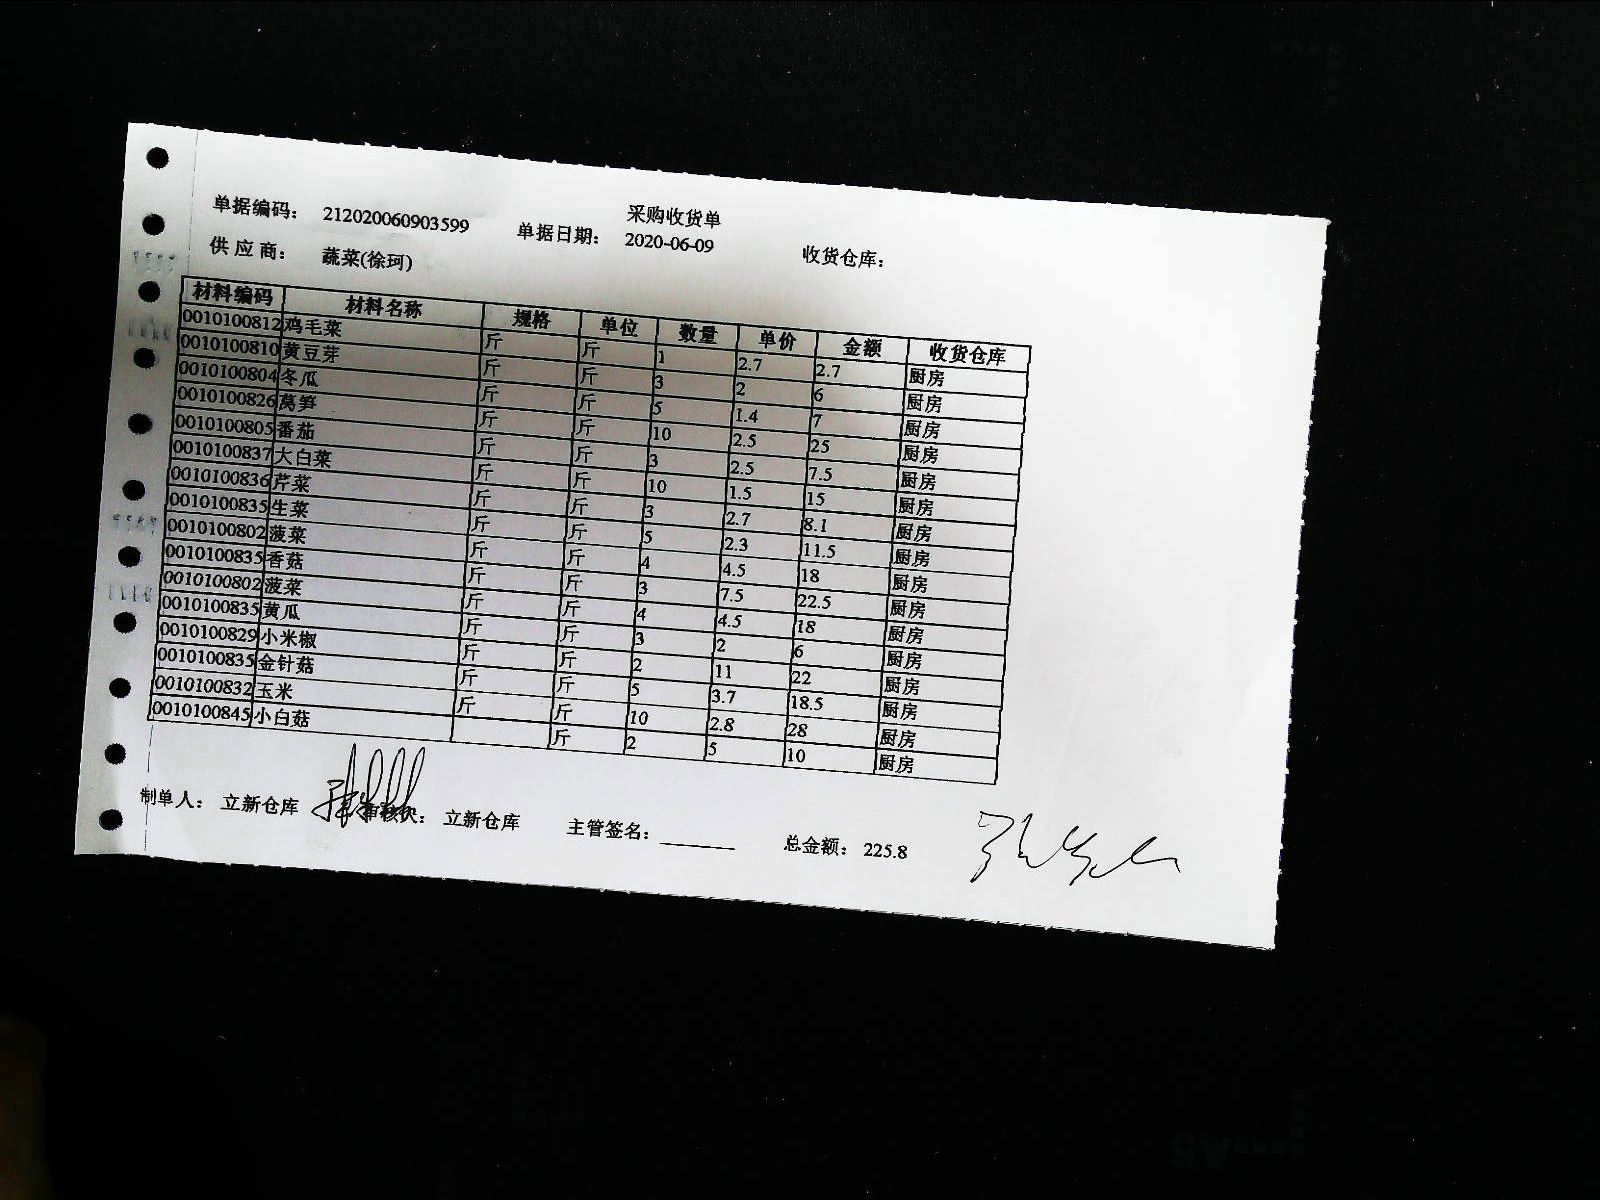 采购收货单
单据编码： 212020060903599 单据日期： 2020-06-09 收货仓库：
供 应 商： 蔬菜(徐珂)
材料编码 材料名称 规格 单位 数量 单价 金额 收货仓库
0010100812 鸡毛菜 斤 斤 1 2.7 2.7 厨房
0010100810 黄豆芽 斤 斤 3 2 6 厨房
0010100804 冬瓜 斤 斤 5 1.4 7 厨房
0010100826 莴笋 斤 斤 10 2.5 25 厨房
0010100805 番茄 斤 斤 3 2.5 7.5 厨房
0010100837 大白菜 斤 斤 10 1.5 15 厨房
0010100836 芹菜 斤 斤 3 2.7 8.1 厨房
0010100835 生菜 斤 斤 5 2.3 11.5 厨房
0010100802 菠菜 斤 斤 4 4.5 18 厨房
0010100835 香菇 斤 斤 3 7.5 22.5 厨房
0010100802 菠菜 斤 斤 4 4.5 18 厨房
0010100835 黄瓜 斤 斤 3 2 6 厨房
0010100829 小米椒 斤 斤 2 11 22 厨房
0010100835 金针菇 斤 斤 5 3.7 18.5 厨房
0010100832 玉米 斤 斤 10 2.8 28 厨房
0010100845 小白菇 斤 2 5 10 厨房
制单人： 立新仓库 审核人： 立新仓库 主管签名： 总金额： 225.8